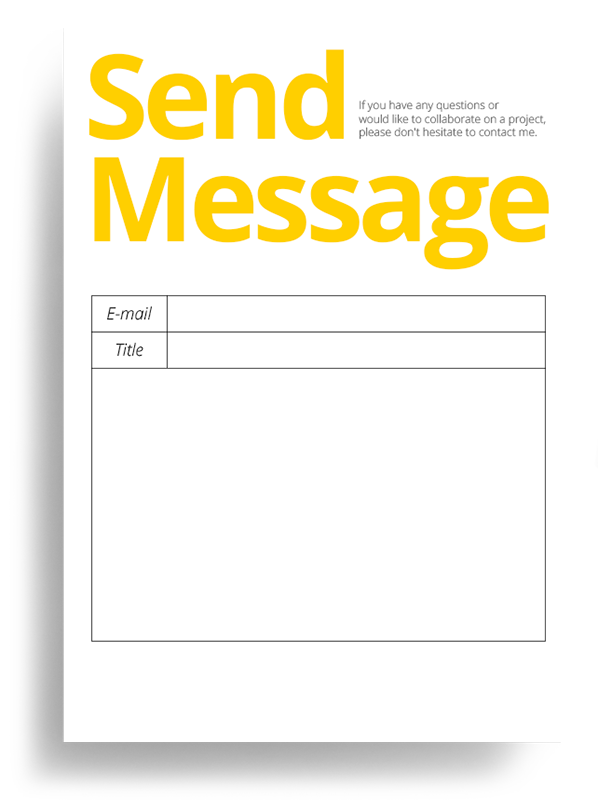 Send
If you have any questions or
would like to collaborate on a project,
please don't hesitate to contact me.
Message
E-mail
Title